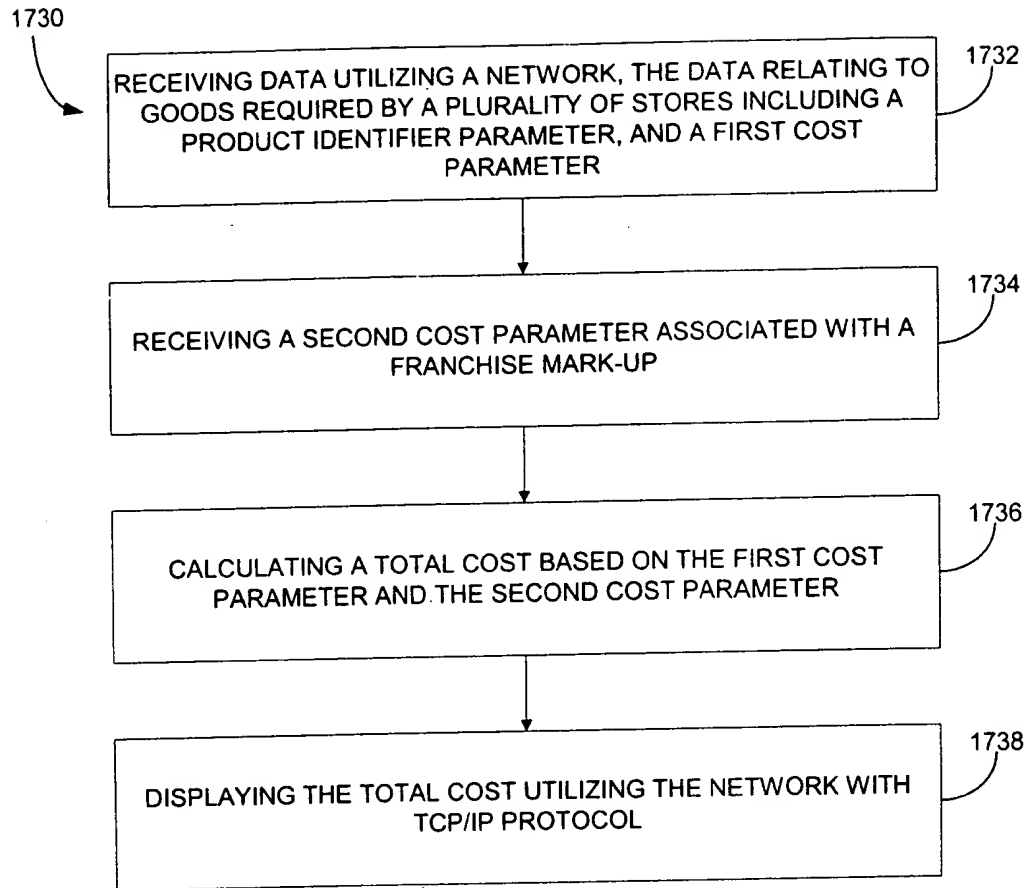 1730
1732
RECEIVING DATA UTILIZING A NETWORK, THE DATA RELATING TO
GOODS REQUIRED BY A PLURALITY OF STORES INCLUDING A
PRODUCT IDENTIFIER PARAMETER, AND A FIRST COST
PARAMETER
1734
RECEIVING A SECOND COST PARAMETER ASSOCIATED WITH A
FRANCHISE MARK-UP
1736
CALCULATING A TOTAL COST BASED ON THE FIRST COST
PARAMETER AND THE SECOND COST PARAMETER
1738
DISPLAYING THE TOTAL COST UTILIZING THE NETWORK WITH
TCP/IP PROTOCOL